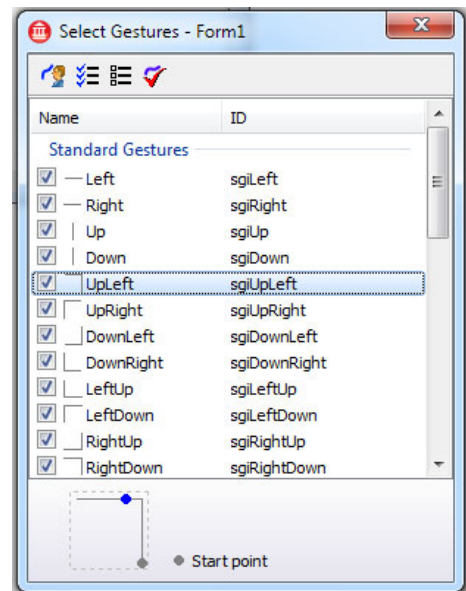 Select Gestures - Form1
Name ID
Standard Gestures
Left sgiLeft
Right sgiRight
Up sgiUp
Down sgiDown
UpLeft sgiUpLeft
UpRight sgiUpRight
DownLeft sgiDownLeft
DownRight sgiDownRight
LeftUp sgiLeftUp
LeftDown sgiLeftDown
RightUp sgiRightUp
RightDown sgiRightDown
Start point